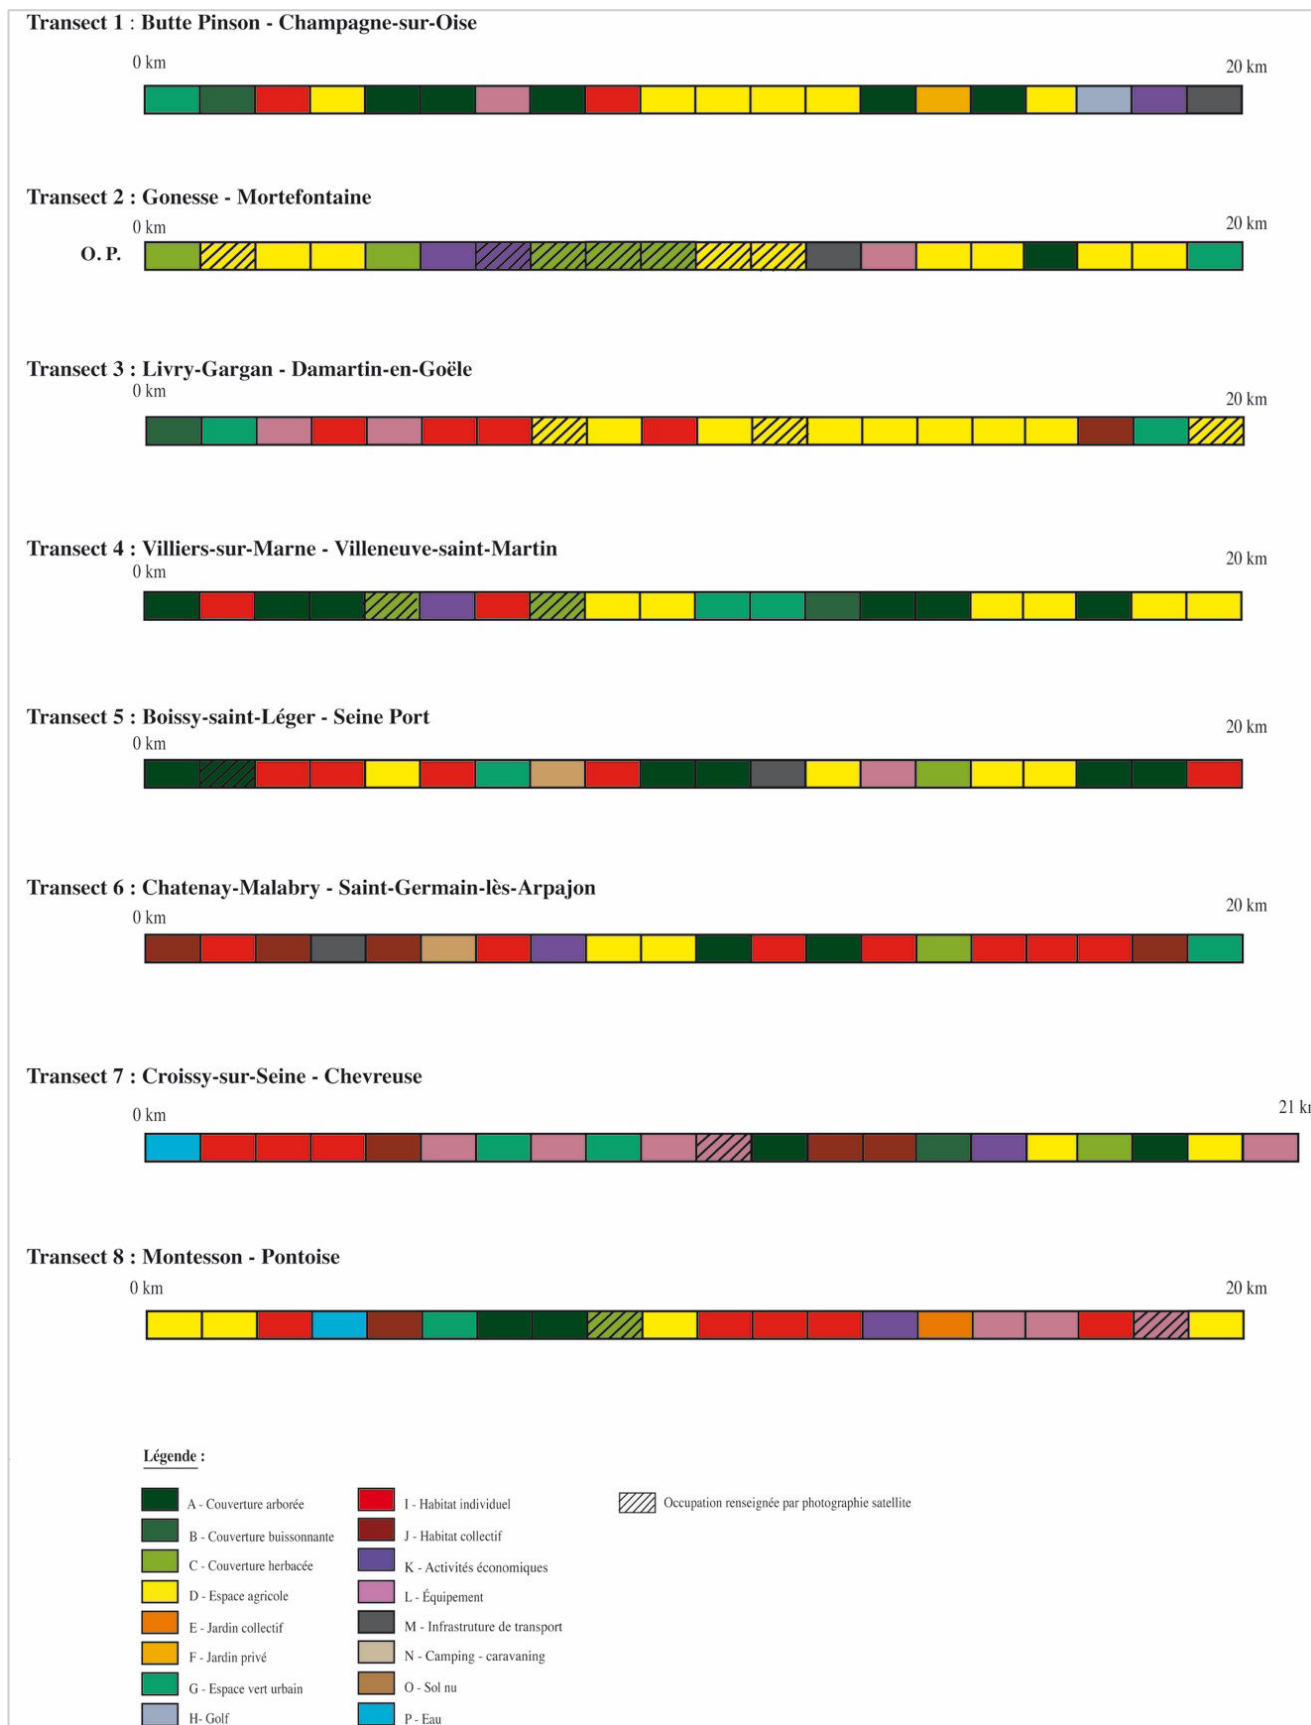 Transect 1 : Butte Pinson - Champagne-sur-Oise
0 km
20 km
Transect 2 : Gonesse - Mortefontaine
0 km
20 km
O. P.
Transect 3 : Livry-Gargan - Damartin-en-Goële
0 km
20 km
Transect 4 : Villiers-sur-Marne - Villeneuve-saint-Martin
0 km
20 km
Transect 5 : Boissy-saint-Léger - Seine Port
0 km
20 km
Transect 6 : Chatenay-Malabry - Saint-Germain-lès-Arpajon
0 km
20 km
Transect 7 : Croissy-sur-Seine - Chevreuse
0 km
21 km
Transect 8 : Montesson - Pontoise
0 km
20 km
Légende :
A - Couverture arborée
B - Couverture buissonnante
C - Couverture herbacée
D - Espace agricole
E - Jardin collectif
F - Jardin privé
G - Espace vert urbain
H- Golf
I - Habitat individuel
J - Habitat collectif
K - Activités économiques
L - Équipement
M - Infrastruture de transport
N - Camping - caravaning
O - Sol nu
P - Eau
Occupation renseignée par photographie satellite